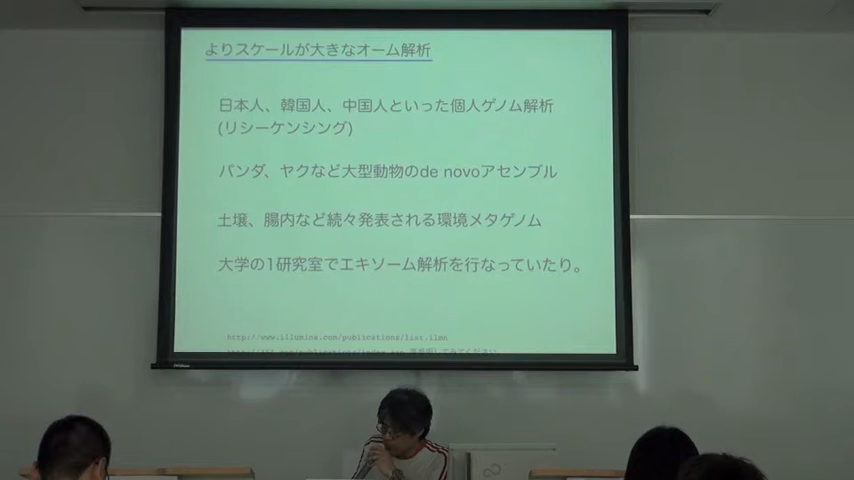 よりスケールが大きなオーム解析
日本人、韓国人、中国人といった個人ゲノム解析
(リシーケンシング)
パンダ、ヤクなど大型動物のde novoアセンブル
土壌、腸内など続々発表される環境メタゲノム
大学の1研究室でエキソーム解析を行なっていたり。
http://www.illumina.com/publications/list.ilmn